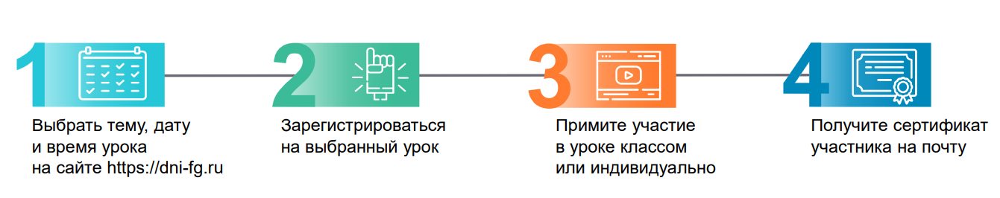 1
Выбрать тему, дату
и время урока
на сайте https://dni-fg.ru
2
Зарегистрироваться
на выбранный урок
3
Примите участие
в уроке классом
или индивидуально
4
Получите сертификат
участника на почту